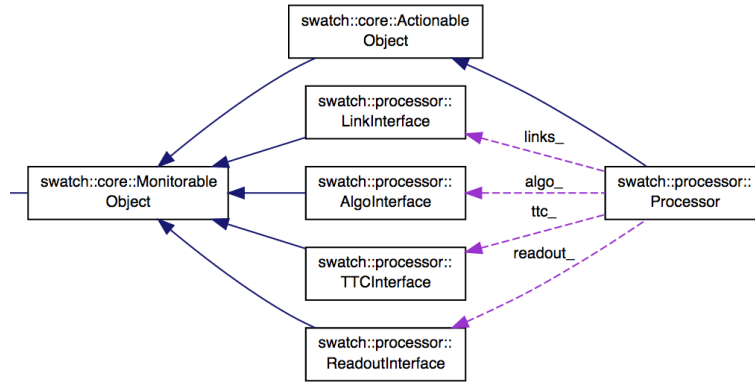 swatch::core::Actionable
Object
swatch::processor::
LinkInterface
links_
swatch::core::Monitorable
Object
swatch::processor::
AlgoInterface
algo_
swatch::processor::
Processor
ttc_
swatch::processor::
TTCInterface
readout_
swatch::processor::
ReadoutInterface